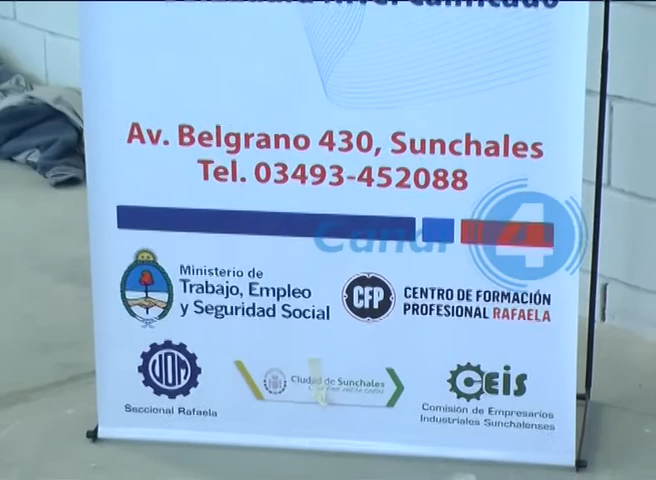 Av. Belgrano 430, Sunchales
Tel. 03493-452088
Canal 4
Ministerio de
Trabajo, Empleo
y Seguridad Social
CFP
CENTRO DE FORMACIÓN
PROFESIONAL RAFAELA
UOM
Seccional Rafaela
Ciudad de Sunchales
CEIS
Comisión de Empresarios
Industriales Sunchalenses